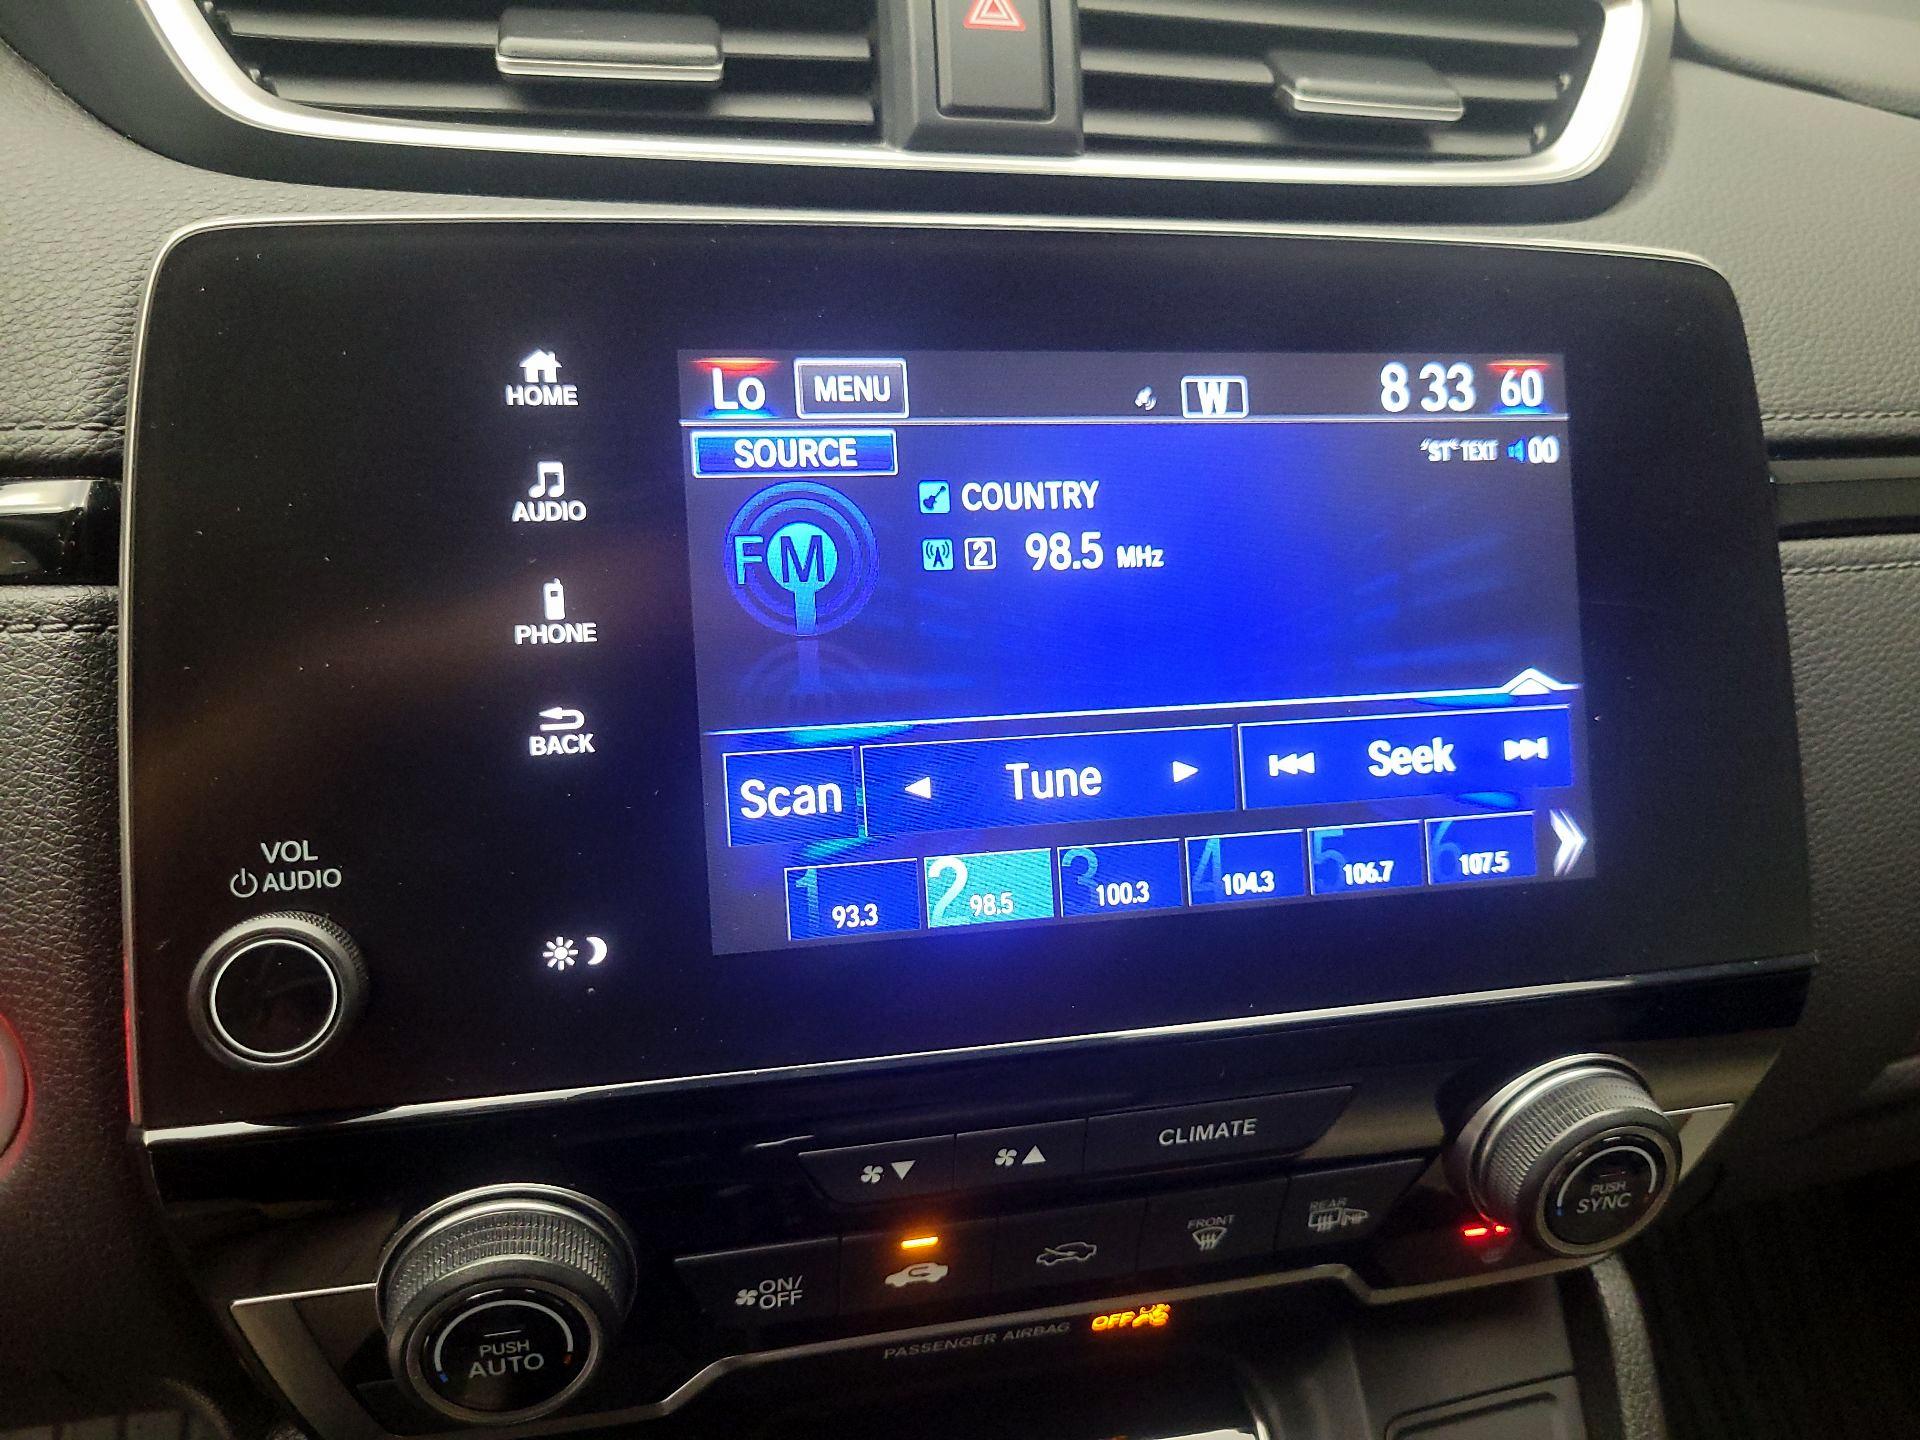 HOME
AUDIO
PHONE
BACK
VOL
AUDIO
Lo MENU W 8 33 60
SOURCE "ST" TEXT 00
FM
COUNTRY
2 98.5 MHz
Scan Tune Seek
1 93.3 2 98.5 3 100.3 4 104.3 5 106.7 6 107.5
CLIMATE
PUSH
SYNC
FRONT
REAR
ON/
OFF
PUSH
AUTO
PASSENGER AIRBAG OFF